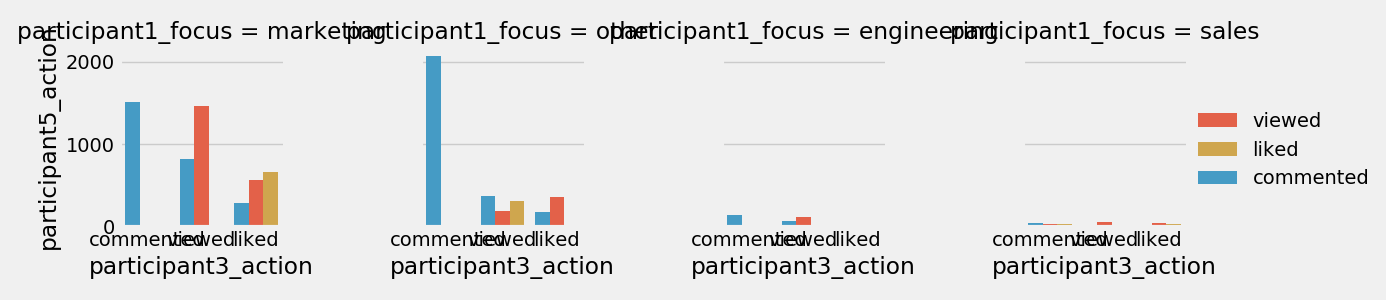 participant1_focus = marketing
participant1_focus = other
participant1_focus = engineering
participant1_focus = sales
participant5_action
2000
1000
0
commented viewed liked
commented viewed liked
commented viewed liked
commented viewed liked
participant3_action
participant3_action
participant3_action
participant3_action
viewed
liked
commented